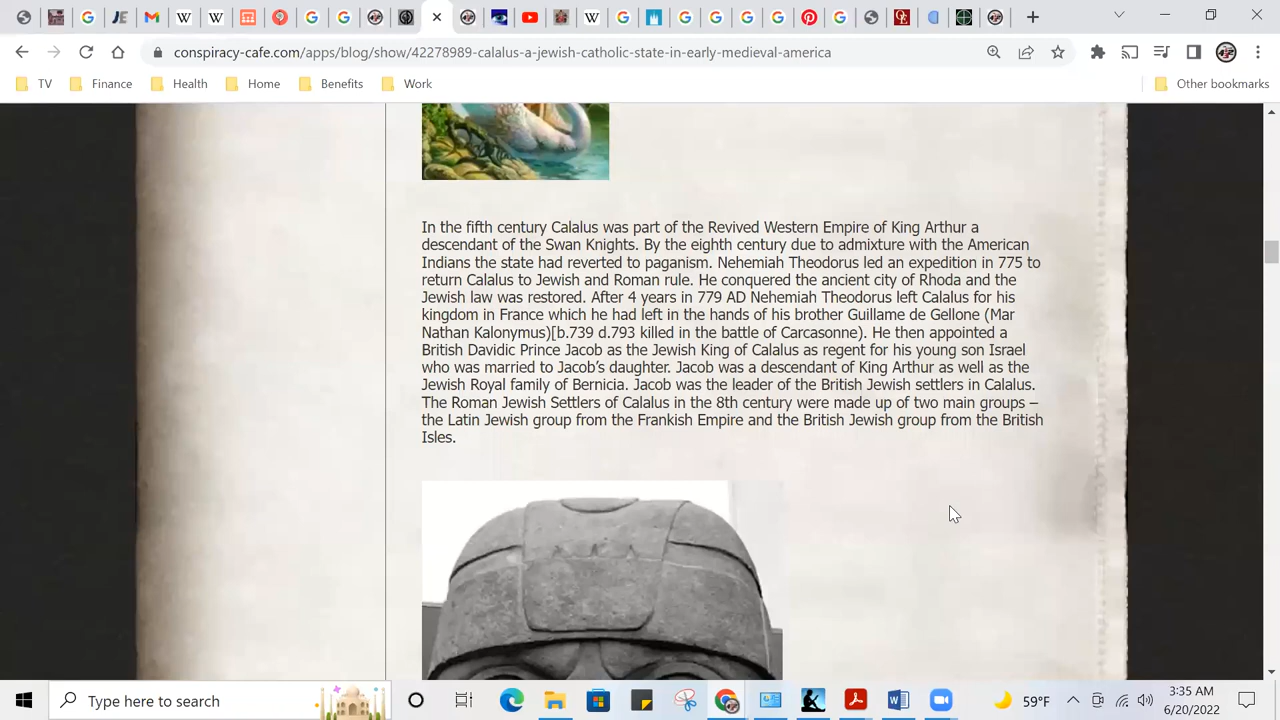 conspiracy-cafe.com/apps/blog/show/42278989-calalus-a-jewish-catholic-state-in-early-medieval-america
TV Finance Health Home Benefits Work Other bookmarks
In the fifth century Calalus was part of the Revived Western Empire of King Arthur a
descendant of the Swan Knights. By the eighth century due to admixture with the American
Indians the state had reverted to paganism. Nehemiah Theodorus led an expedition in 775 to
return Calalus to Jewish and Roman rule. He conquered the ancient city of Rhoda and the
Jewish law was restored. After 4 years in 779 AD Nehemiah Theodorus left Calalus for his
kingdom in France which he had left in the hands of his brother Guillame de Gellone (Mar
Nathan Kalonymus)[b.739 d.793 killed in the battle of Carcasonne). He then appointed a
British Davidic Prince Jacob as the Jewish King of Calalus as regent for his young son Israel
who was married to Jacob's daughter. Jacob was a descendant of King Arthur as well as the
Jewish Royal family of Bernicia. Jacob was the leader of the British Jewish settlers in Calalus.
The Roman Jewish Settlers of Calalus in the 8th century were made up of two main groups –
the Latin Jewish group from the Frankish Empire and the British Jewish group from the British
Isles.
Type here to search
59°F
3:35 AM
6/20/2022